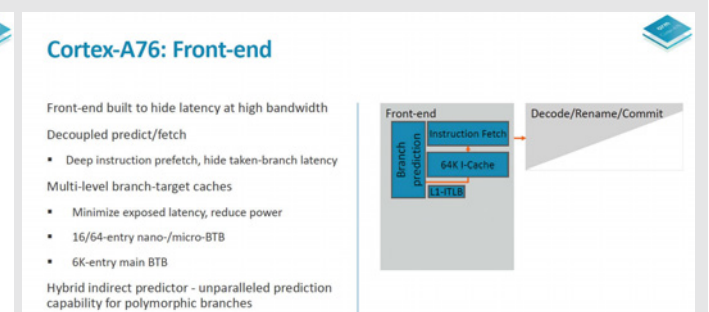 Cortex-A76: Front-end
Front-end built to hide latency at high bandwidth
Decoupled predict/fetch
▪ Deep instruction prefetch, hide taken-branch latency
Multi-level branch-target caches
▪ Minimize exposed latency, reduce power
▪ 16/64-entry nano-/micro-BTB
▪ 6K-entry main BTB
Hybrid indirect predictor - unparalleled prediction
capability for polymorphic branches
Front-end
Branch
prediction
Instruction Fetch
64K I-Cache
L1-ITLB
Decode/Rename/Commit